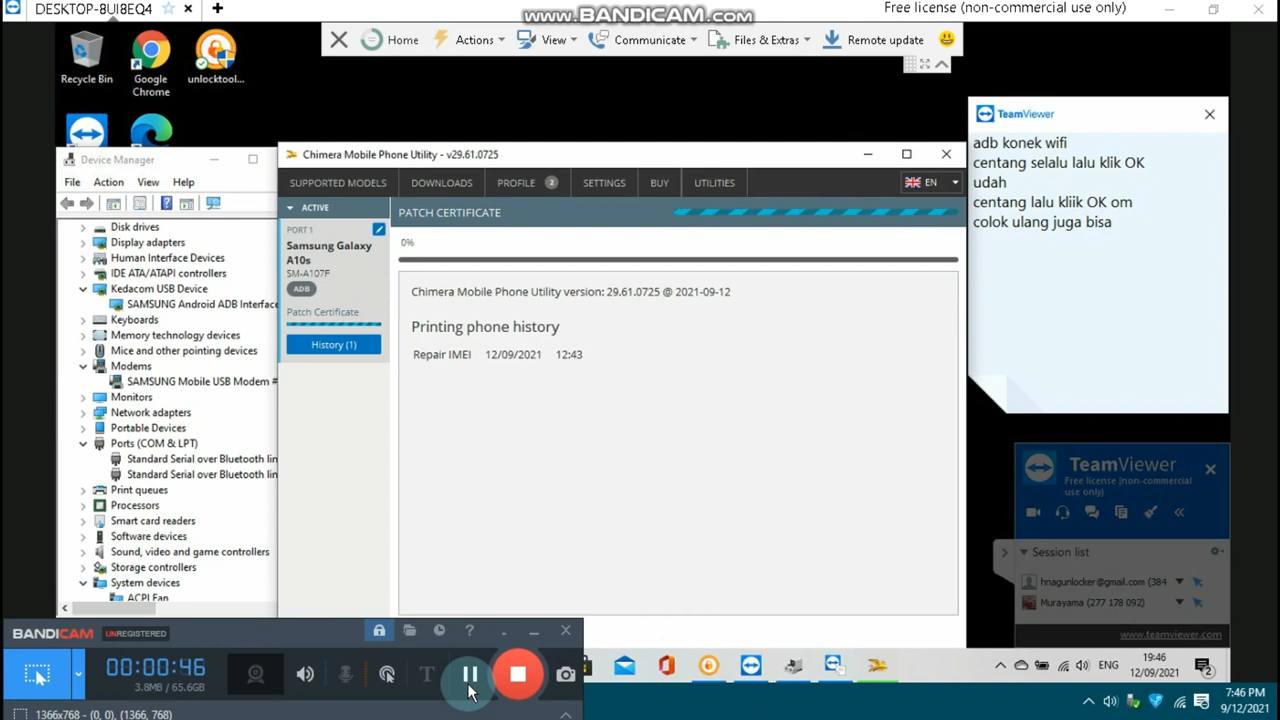 DESKTOP-8UI8EQ4
www.BANDICAM.com
Free license (non-commercial use only)
Home
Actions
View
Communicate
Files & Extras
Remote update
Recycle Bin
Google Chrome
unlocktool...
Device Manager
File Action View Help
Disk drives
Display adapters
Human Interface Devices
IDE ATA/ATAPI controllers
Kedacom USB Device
SAMSUNG Android ADB Interface
Keyboards
Memory technology devices
Mice and other pointing devices
Modems
SAMSUNG Mobile USB Modem #
Monitors
Network adapters
Portable Devices
Ports (COM & LPT)
Standard Serial over Bluetooth lin
Standard Serial over Bluetooth lin
Print queues
Processors
Smart card readers
Software devices
Sound, video and game controllers
Storage controllers
System devices
ACPI Fan
Chimera Mobile Phone Utility - v29.61.0725
SUPPORTED MODELS
DOWNLOADS
PROFILE 2
SETTINGS
BUY
UTILITIES
EN
ACTIVE
PORT 1
Samsung Galaxy
A10s
SM-A107F
ADB
Patch Certificate
History (1)
PATCH CERTIFICATE
0%
Chimera Mobile Phone Utility version: 29.61.0725 @ 2021-09-12
Printing phone history
Repair IMEI 12/09/2021 12:43
TeamViewer
adb konek wifi
centang selalu lalu klik OK
udah
centang lalu kliik OK om
colok ulang juga bisa
TeamViewer
Free license (non-commercial
use only)
Session list
hnagunlocker@gmail.com (384
Murayama (277 178 092)
www.teamviewer.com
BANDICAM UNREGISTERED
00:00:46
3.8MB / 65.6GB
T
1366x768 - (0, 0), (1366, 768)
ENG
19:46
12/09/2021
2
7:46 PM
9/12/2021